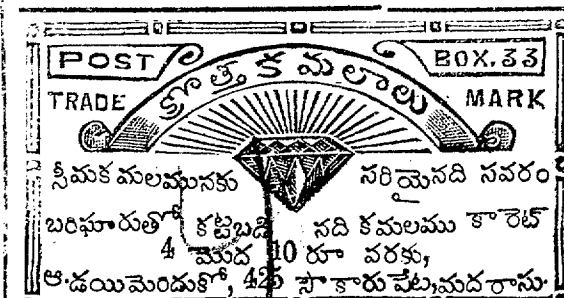 POST BOX.33
క్రొత్త కమలాలు
TRADE MARK
సీమకమలమునకు సరియైనది సవరం
బరిఘారుతో కట్టబడి నది కమలము కారెట్
4 మొద 10 రూ వరకు,
ఆ.డయిమెరిడుకో, 425 సౌకారుపేట, మదరాసు.